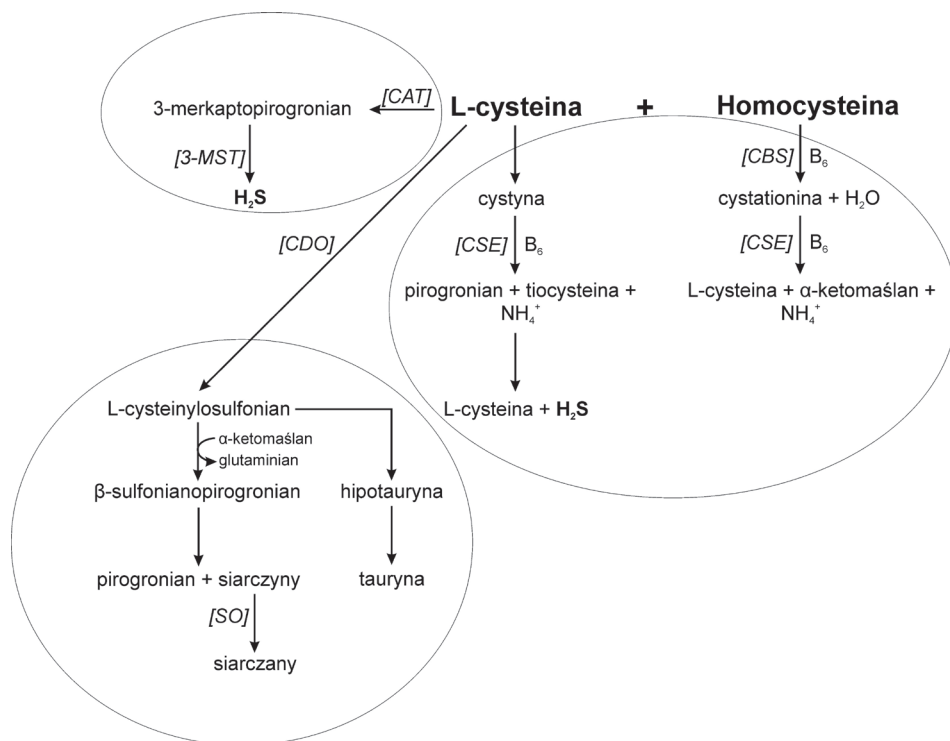 [CAT]
3-merkaptopirogronian
L-cysteina + Homocysteina
[3-MST]
H₂S
[CBS] B₆
cystyna
cystationina + H₂O
[CDO]
[CSE] B₆
[CSE] B₆
pirogronian + tiocysteina +
NH₄⁺
L-cysteina + α-ketomaślan +
NH₄⁺
L-cysteina + H₂S
L-cysteinylosulfonian
α-ketomaślan
glutaminian
β-sulfonianopirogronian
hipotauryna
pirogronian + siarczyny
tauryna
[SO]
siarczany